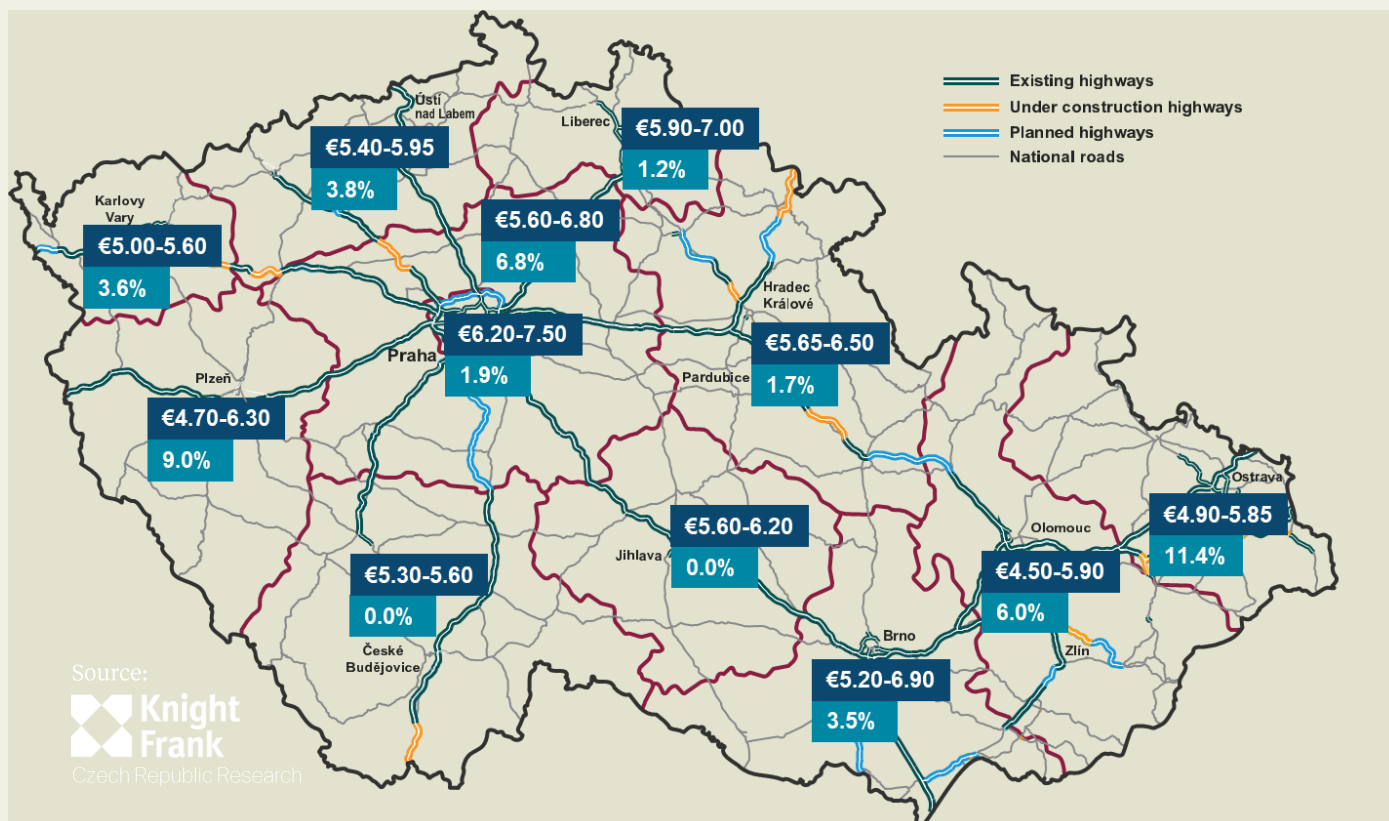 Existing highways
Under construction highways
Planned highways
National roads
Ústí
nad Labem
Liberec
€5.90-7.00
1.2%
€5.40-5.95
3.8%
Karlovy
Vary
€5.00-5.60
3.6%
€5.60-6.80
6.8%
Hradec
Králové
Praha
€6.20-7.50
1.9%
€5.65-6.50
1.7%
Pardubice
Plzeň
€4.70-6.30
9.0%
Ostrava
€4.90-5.85
11.4%
Jihlava
€5.60-6.20
0.0%
Olomouc
€4.50-5.90
6.0%
€5.30-5.60
0.0%
České
Budějovice
Brno
Zlín
€5.20-6.90
3.5%
Source:
Knight
Frank
Czech Republic Research